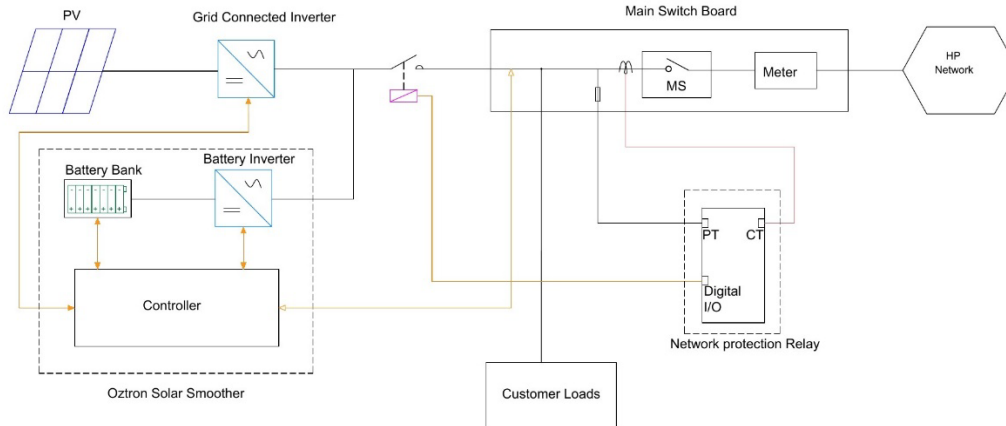 PV
Grid Connected Inverter
Main Switch Board
HP
Network
MS
Meter
Battery Bank
Battery Inverter
Controller
PT
CT
Digital
I/O
Network protection Relay
Oztron Solar Smoother
Customer Loads